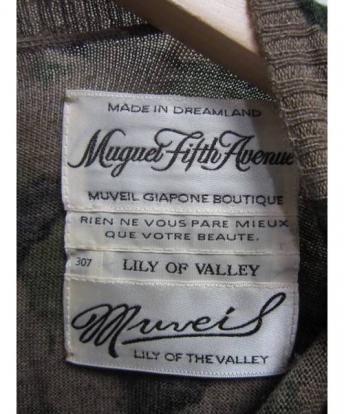 MADE IN DREAMLAND
Muguet Fifth Avenue
MUVEIL GIAPONE BOUTIQUE
RIEN NE VOUS PARE MIEUX
QUE VOTRE BEAUTE.
307 LILY OF VALLEY
Muveil
LILY OF THE VALLEY